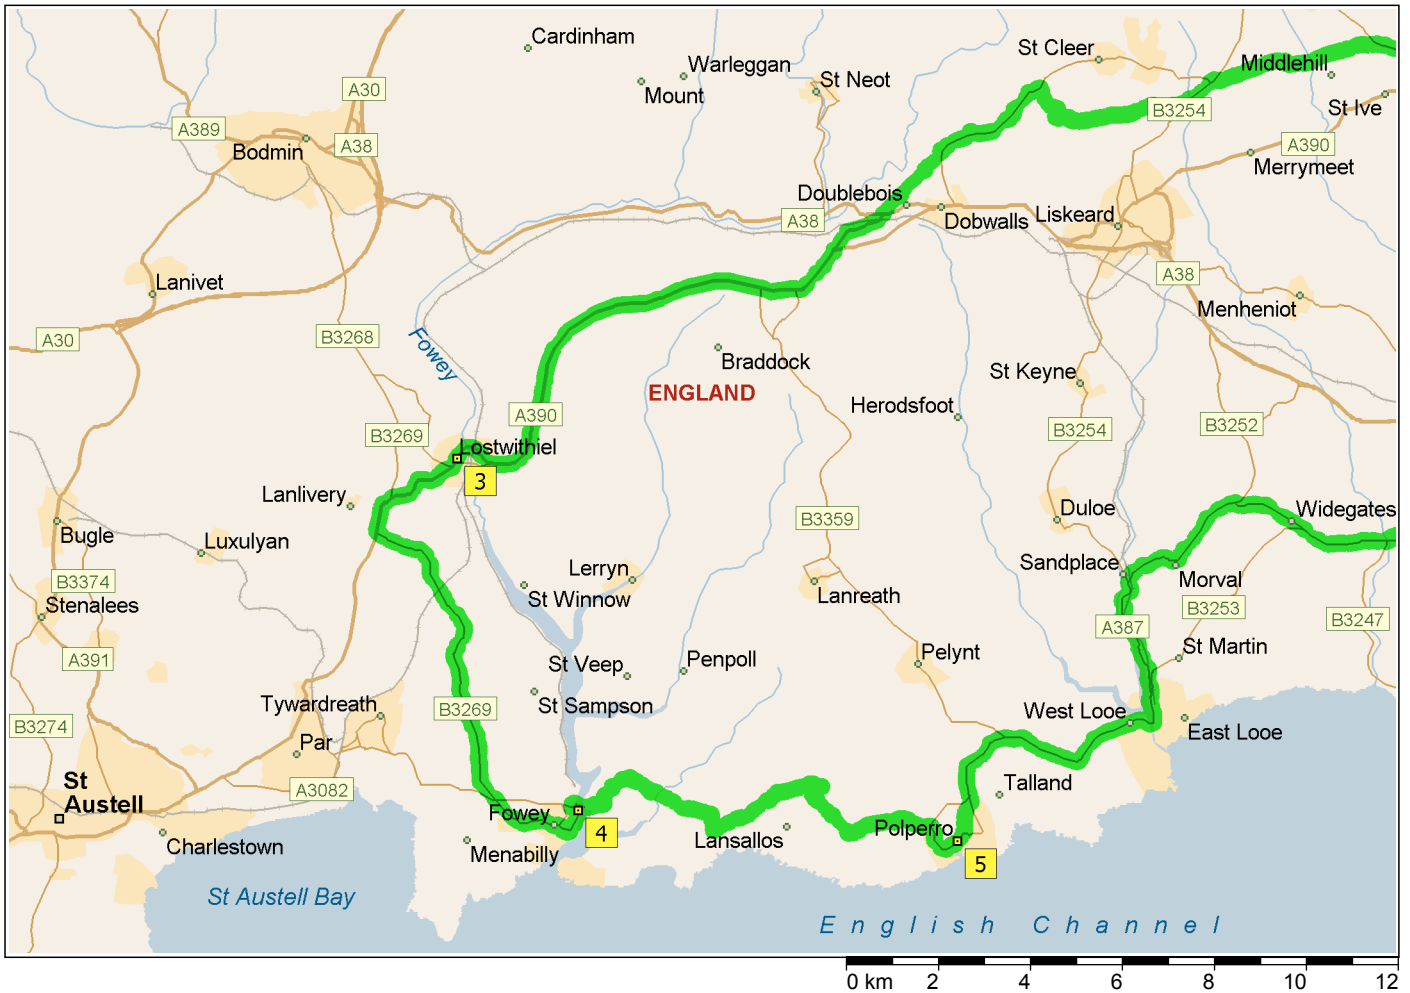 Cardinham
St Cleer
Warleggan
Middlehill
Mount
St Neot
A30
St Ive
B3254
A389
A38
Bodmin
A390
Merrymeet
Doublebois
A38
Dobwalls
Liskeard
Lanivet
A38
Menheniot
A30
B3268
Fowey
Braddock
St Keyne
ENGLAND
Herodsfoot
A390
B3269
B3254
B3252
Lostwithiel
3
Lanlivery
Duloe
Widegates
Bugle
Luxulyan
B3359
Sandplace
B3374
Lerryn
Morval
Stenalees
St Winnow
Lanreath
B3253
A387
B3247
A391
St Veep
Penpoll
Pelynt
St Martin
Tywardreath
St Sampson
B3269
West Looe
B3274
Par
East Looe
St
Austell
A3082
Talland
Fowey
4
Polperro
Charlestown
Menabilly
Lansallos
5
St Austell Bay
English Channel
0 km 2 4 6 8 10 12